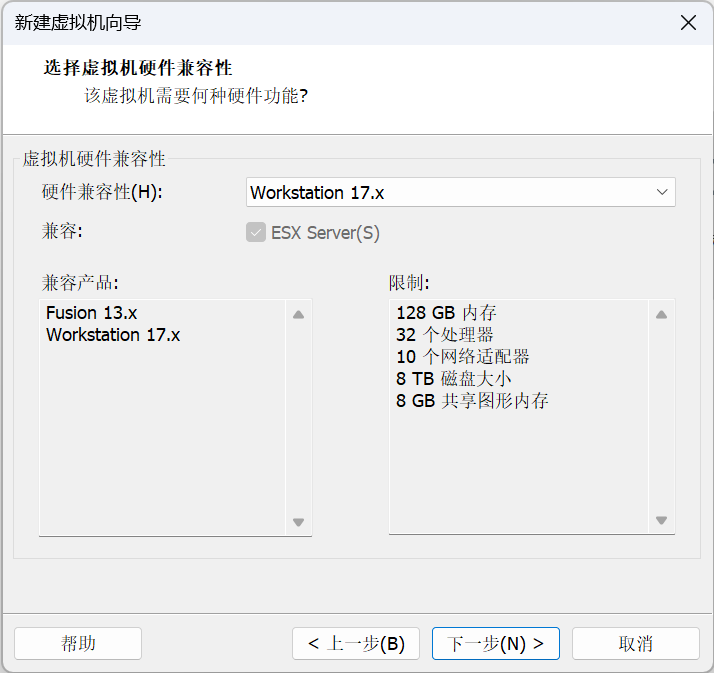 新建虚拟机向导
选择虚拟机硬件兼容性
该虚拟机需要何种硬件功能?
虚拟机硬件兼容性
硬件兼容性(H):
Workstation 17.x
兼容:
ESX Server(S)
兼容产品:
Fusion 13.x
Workstation 17.x
限制:
128 GB 内存
32 个处理器
10 个网络适配器
8 TB 磁盘大小
8 GB 共享图形内存
帮助
< 上一步(B)
下一步(N) >
取消